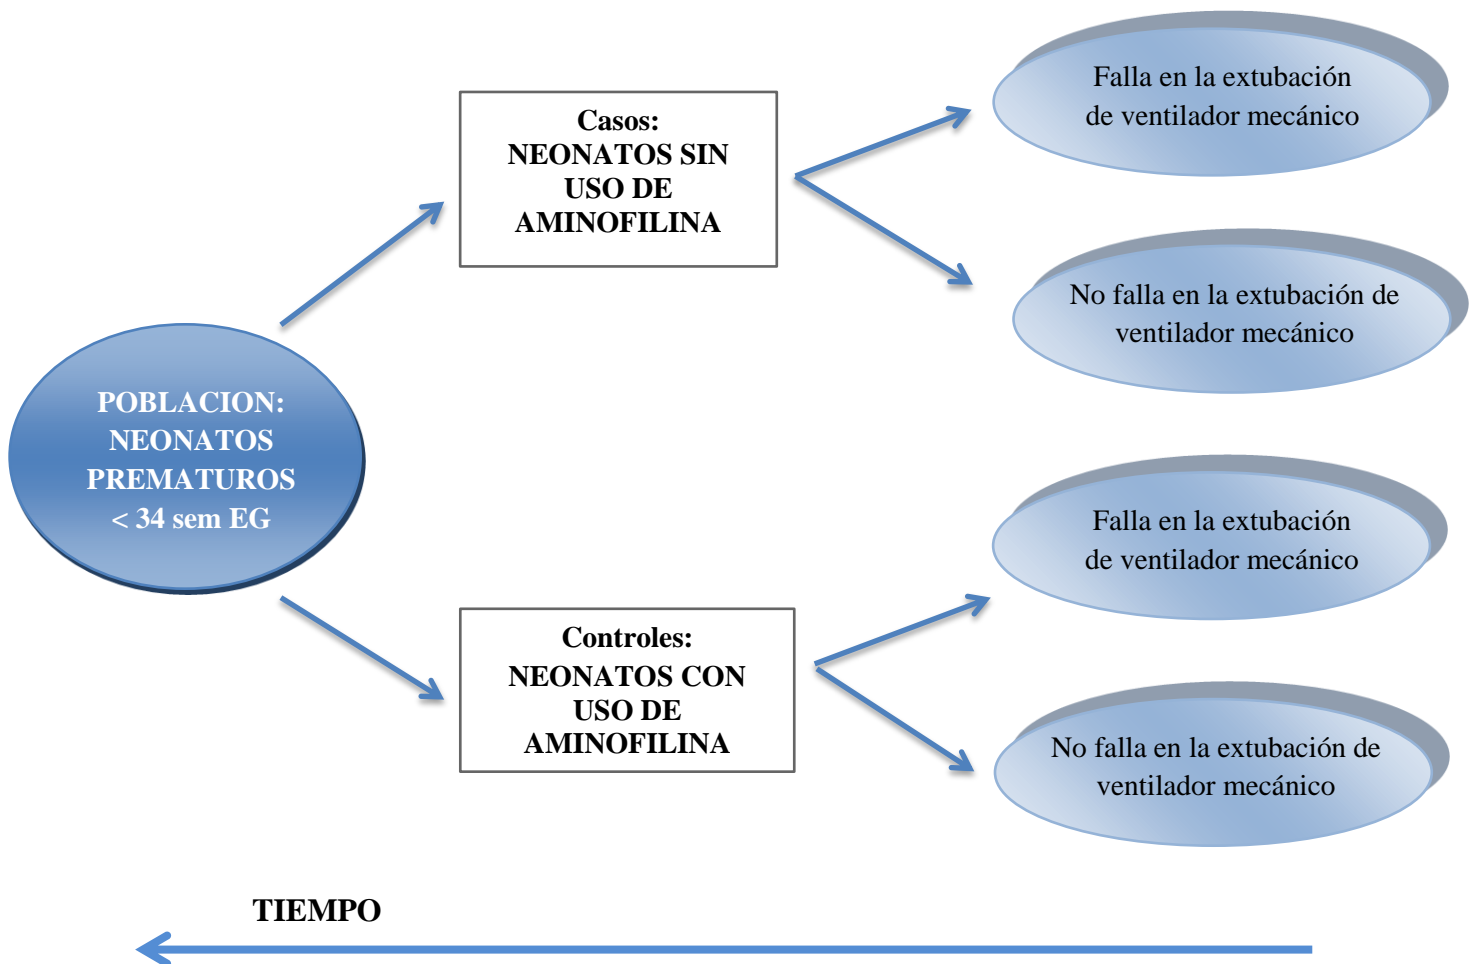 POBLACION:
NEONATOS
PREMATUROS
< 34 sem EG
Casos:
NEONATOS SIN
USO DE
AMINOFILINA
Falla en la extubación
de ventilador mecánico
No falla en la extubación de
ventilador mecánico
Controles:
NEONATOS CON
USO DE
AMINOFILINA
Falla en la extubación
de ventilador mecánico
No falla en la extubación de
ventilador mecánico
TIEMPO